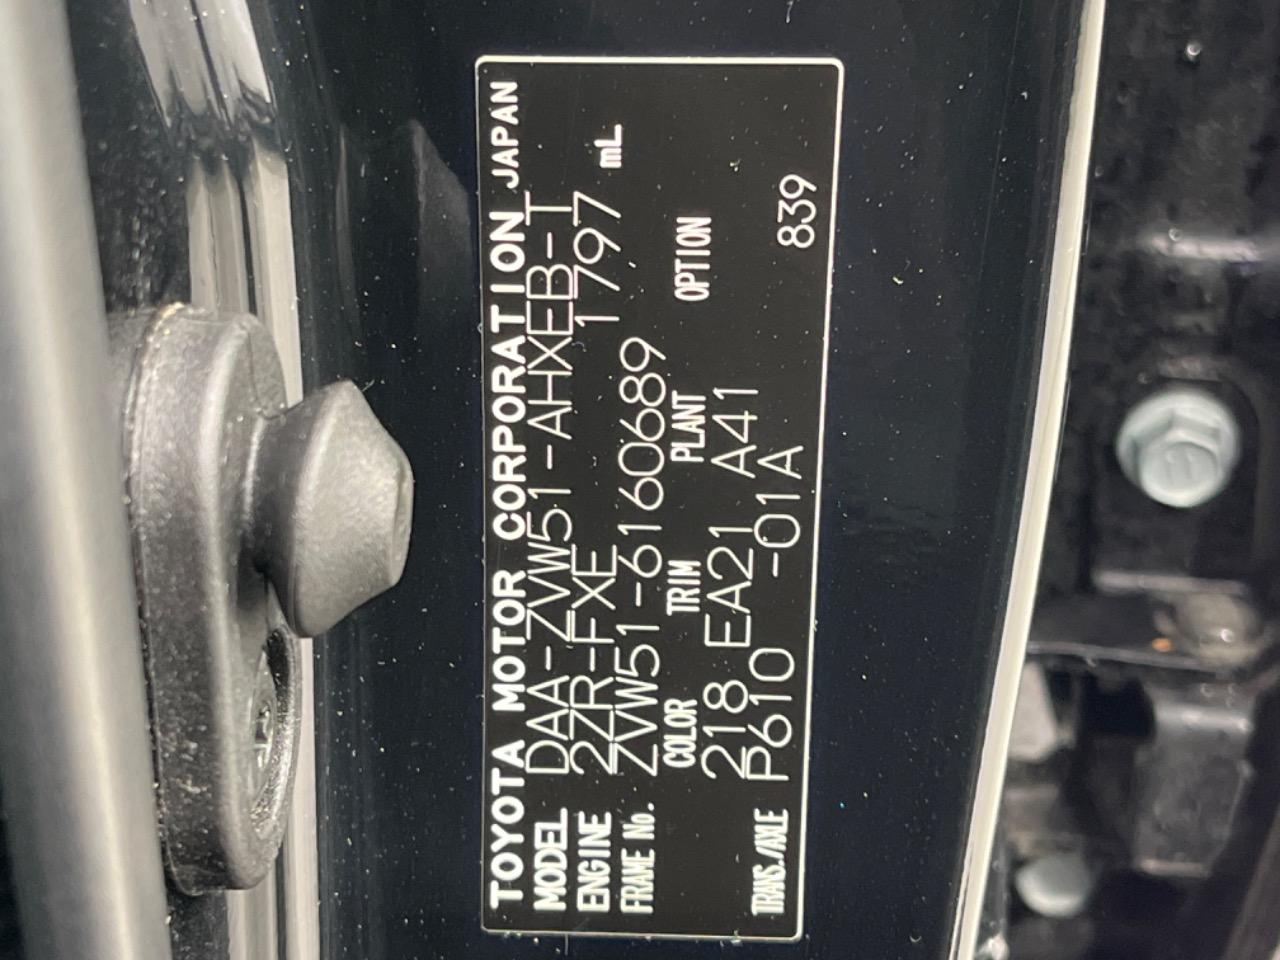 TOYOTA MOTOR CORPORATION JAPAN
MODEL DAA-ZVW51-AHXEB-T
ENGINE 2ZR-FXE 1797 mL
FRAME No. ZVW51-6160689
COLOR TRIM PLANT OPTION
218 EA21 A41
TRANS./AXLE P610 -01A 839